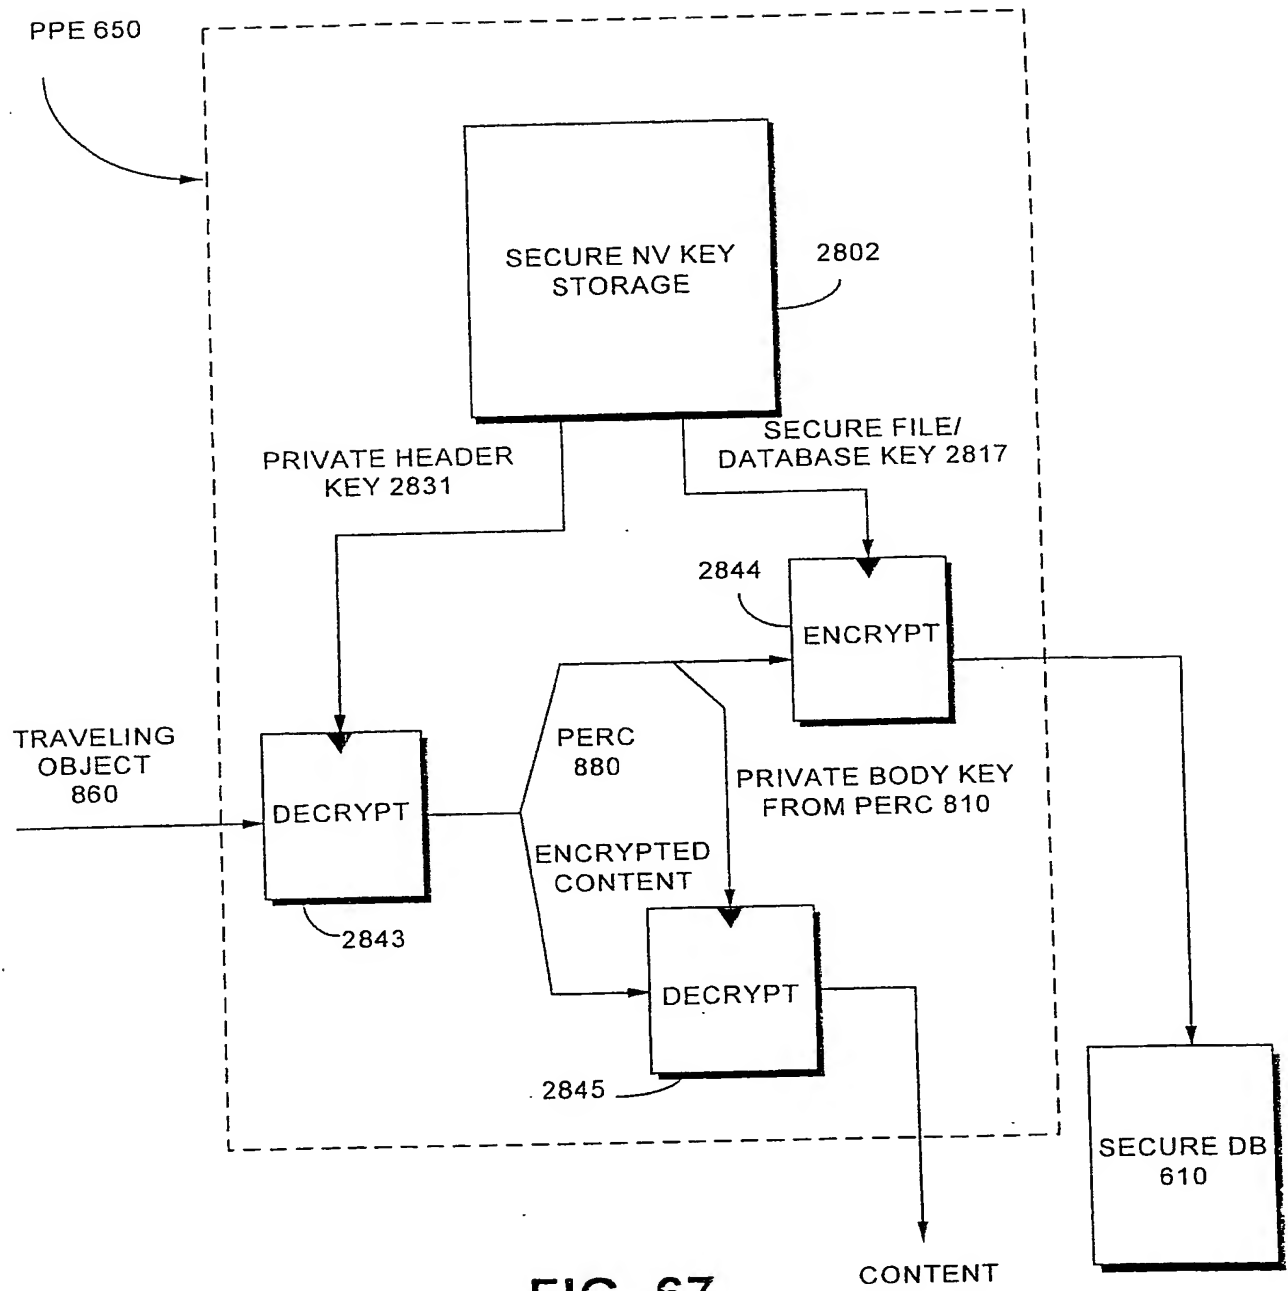 PPE 650
SECURE NV KEY
STORAGE
2802
PRIVATE HEADER
KEY 2831
SECURE FILE/
DATABASE KEY 2817
2844
ENCRYPT
TRAVELING
OBJECT
860
DECRYPT
PERC
880
PRIVATE BODY KEY
FROM PERC 810
ENCRYPTED
CONTENT
2843
DECRYPT
2845
SECURE DB
610
CONTENT
FIG. 67